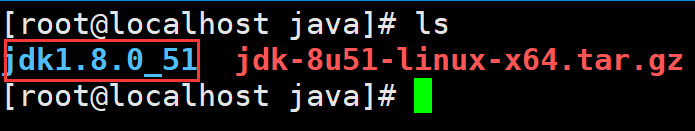 [root@localhost java]# ls
jdk1.8.0_51  jdk-8u51-linux-x64.tar.gz
[root@localhost java]#